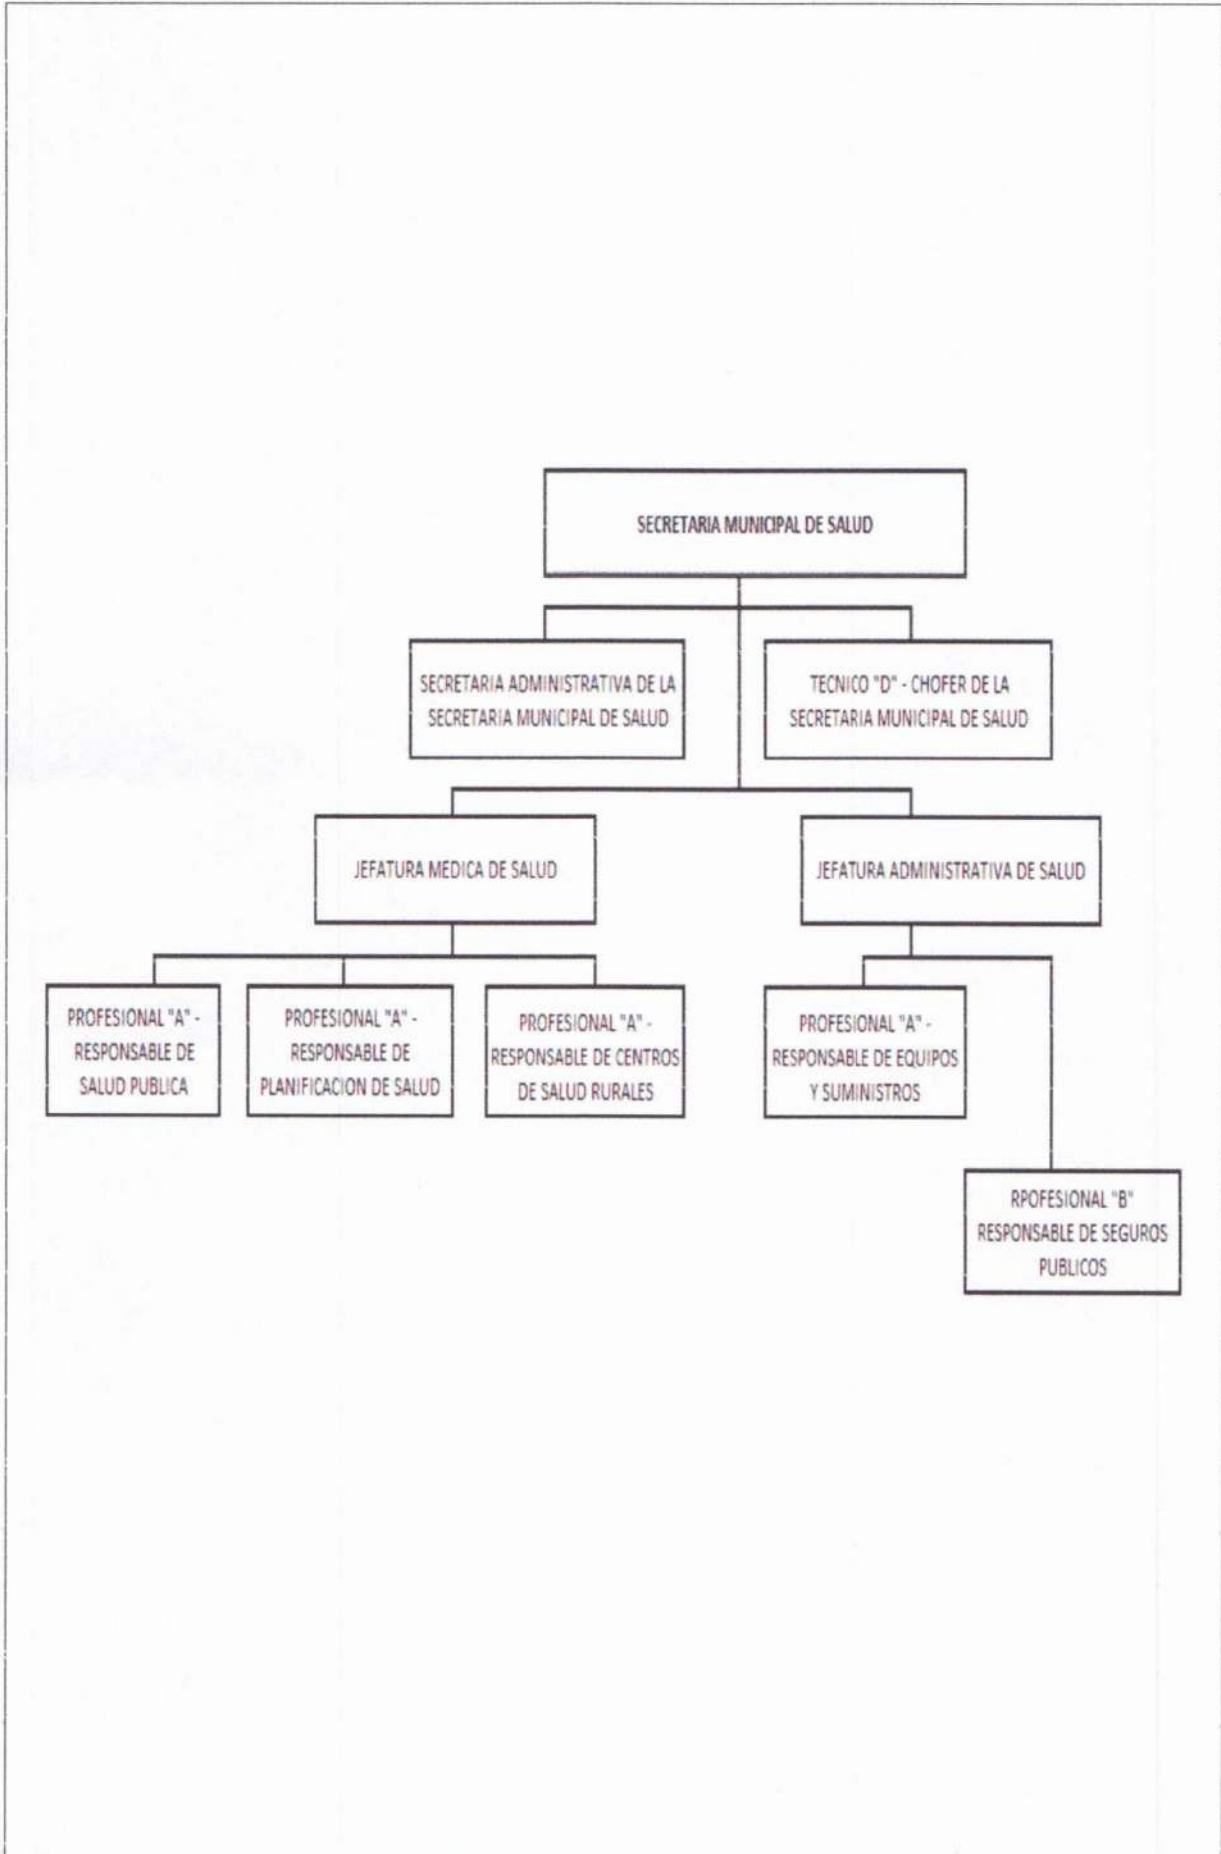 SECRETARIA MUNICIPAL DE SALUD
SECRETARIA ADMINISTRATIVA DE LA
SECRETARIA MUNICIPAL DE SALUD
TECNICO "D" - CHOFER DE LA
SECRETARIA MUNICIPAL DE SALUD
JEFATURA MEDICA DE SALUD
JEFATURA ADMINISTRATIVA DE SALUD
PROFESIONAL "A" -
RESPONSABLE DE
SALUD PUBLICA
PROFESIONAL "A" -
RESPONSABLE DE
PLANIFICACION DE SALUD
PROFESIONAL "A" -
RESPONSABLE DE CENTROS
DE SALUD RURALES
PROFESIONAL "A" -
RESPONSABLE DE EQUIPOS
Y SUMINISTROS
RPOFESIONAL "B"
RESPONSABLE DE SEGUROS
PUBLICOS